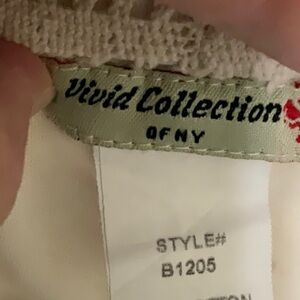 Vivid Collection
OF NY
STYLE#
B1205